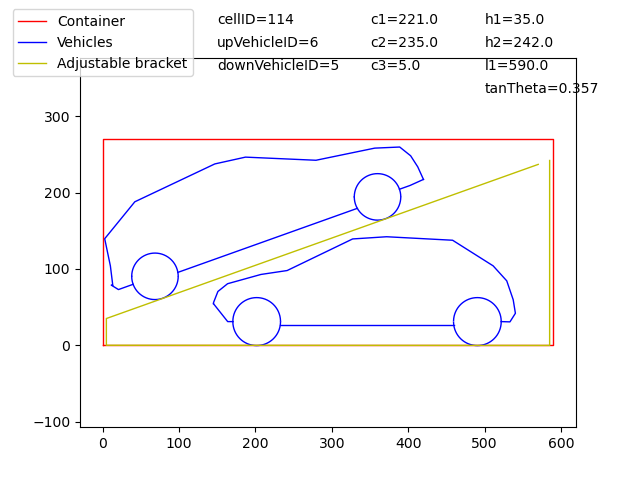 Container
Vehicles
Adjustable bracket
cellID=114 c1=221.0 h1=35.0
upVehicleID=6 c2=235.0 h2=242.0
downVehicleID=5 c3=5.0 l1=590.0
tanTheta=0.357
300
200
100
0
−100
0 100 200 300 400 500 600